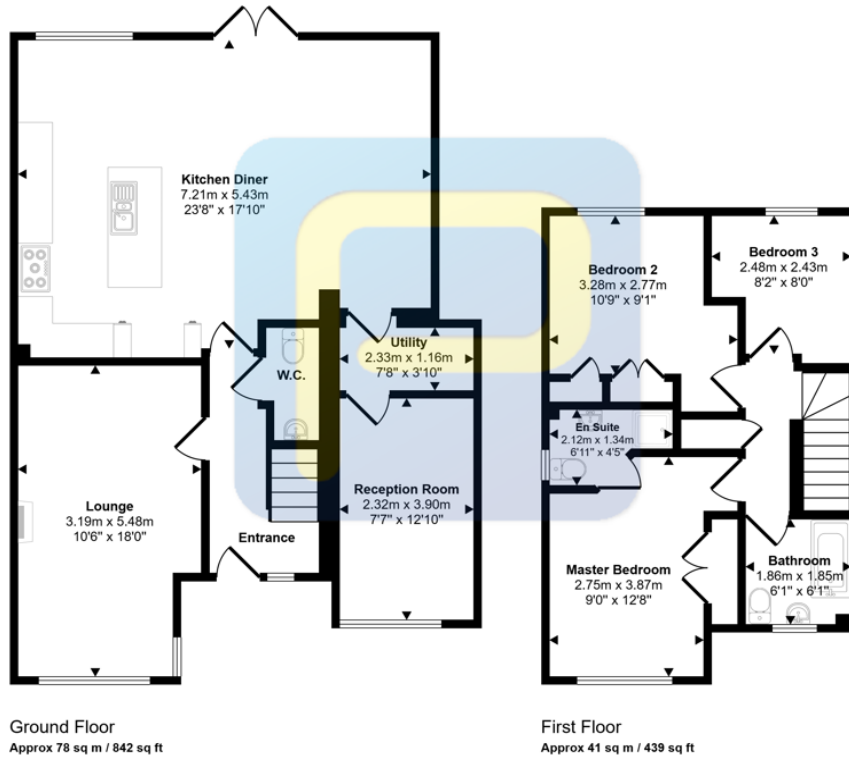 Kitchen Diner
7.21m x 5.43m
23'8" x 17'10"
Utility
2.33m x 1.16m
7'8" x 3'10"
W.C.
Lounge
3.19m x 5.48m
10'6" x 18'0"
Entrance
Reception Room
2.32m x 3.90m
7'7" x 12'10"
Ground Floor
Approx 78 sq m / 842 sq ft
Bedroom 2
3.28m x 2.77m
10'9" x 9'1"
Bedroom 3
2.48m x 2.43m
8'2" x 8'0"
En Suite
2.12m x 1.34m
6'11" x 4'5"
Master Bedroom
2.75m x 3.87m
9'0" x 12'8"
Bathroom
1.86m x 1.85m
6'1" x 6'1"
First Floor
Approx 41 sq m / 439 sq ft